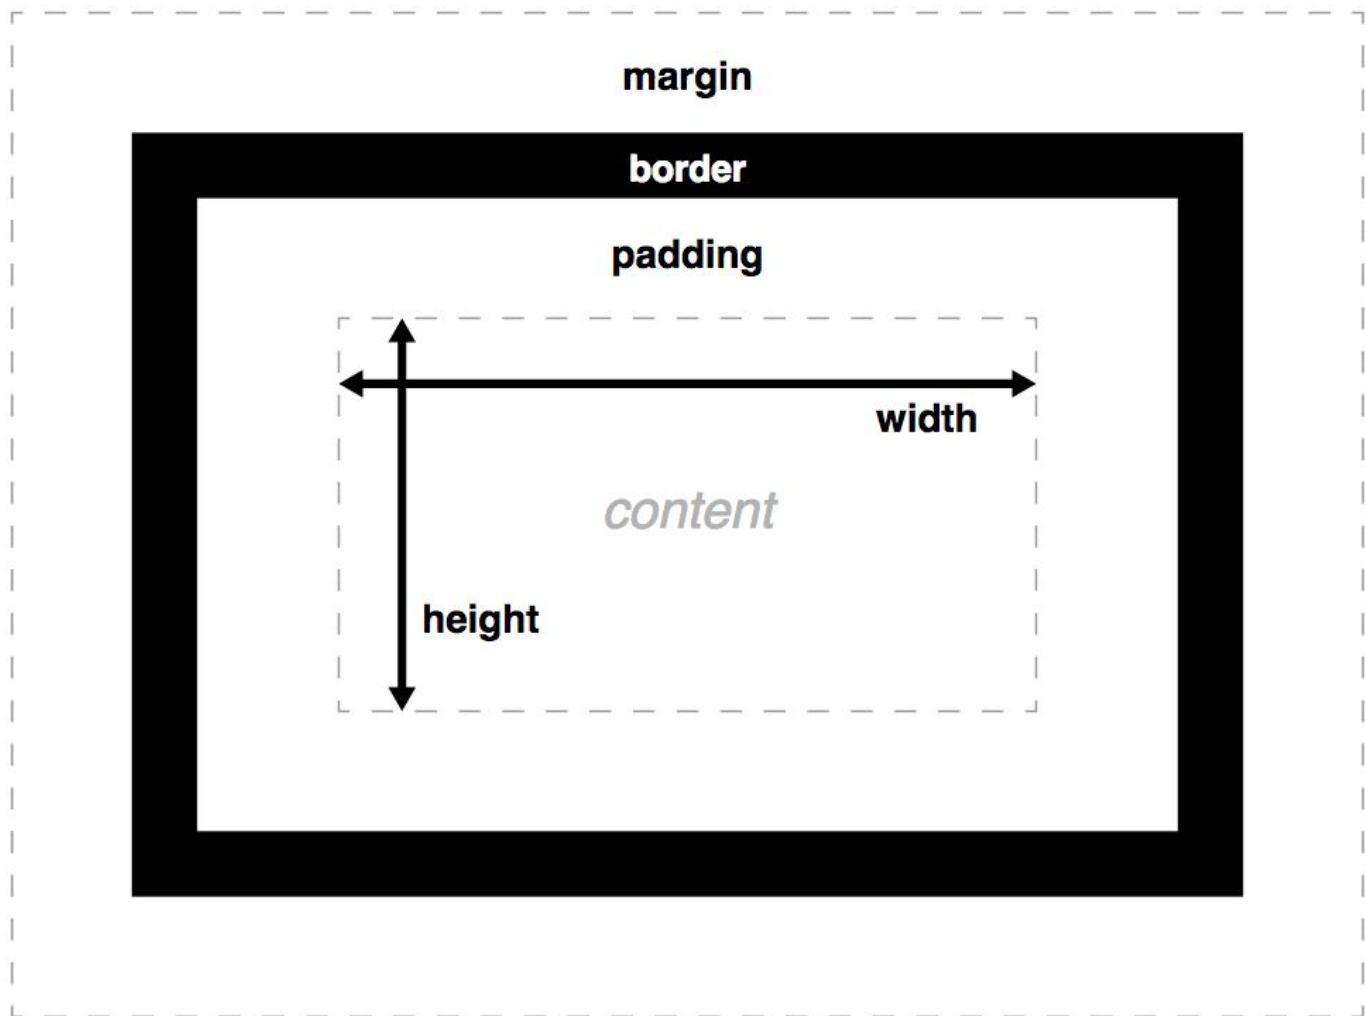 margin
border
padding
width
content
height